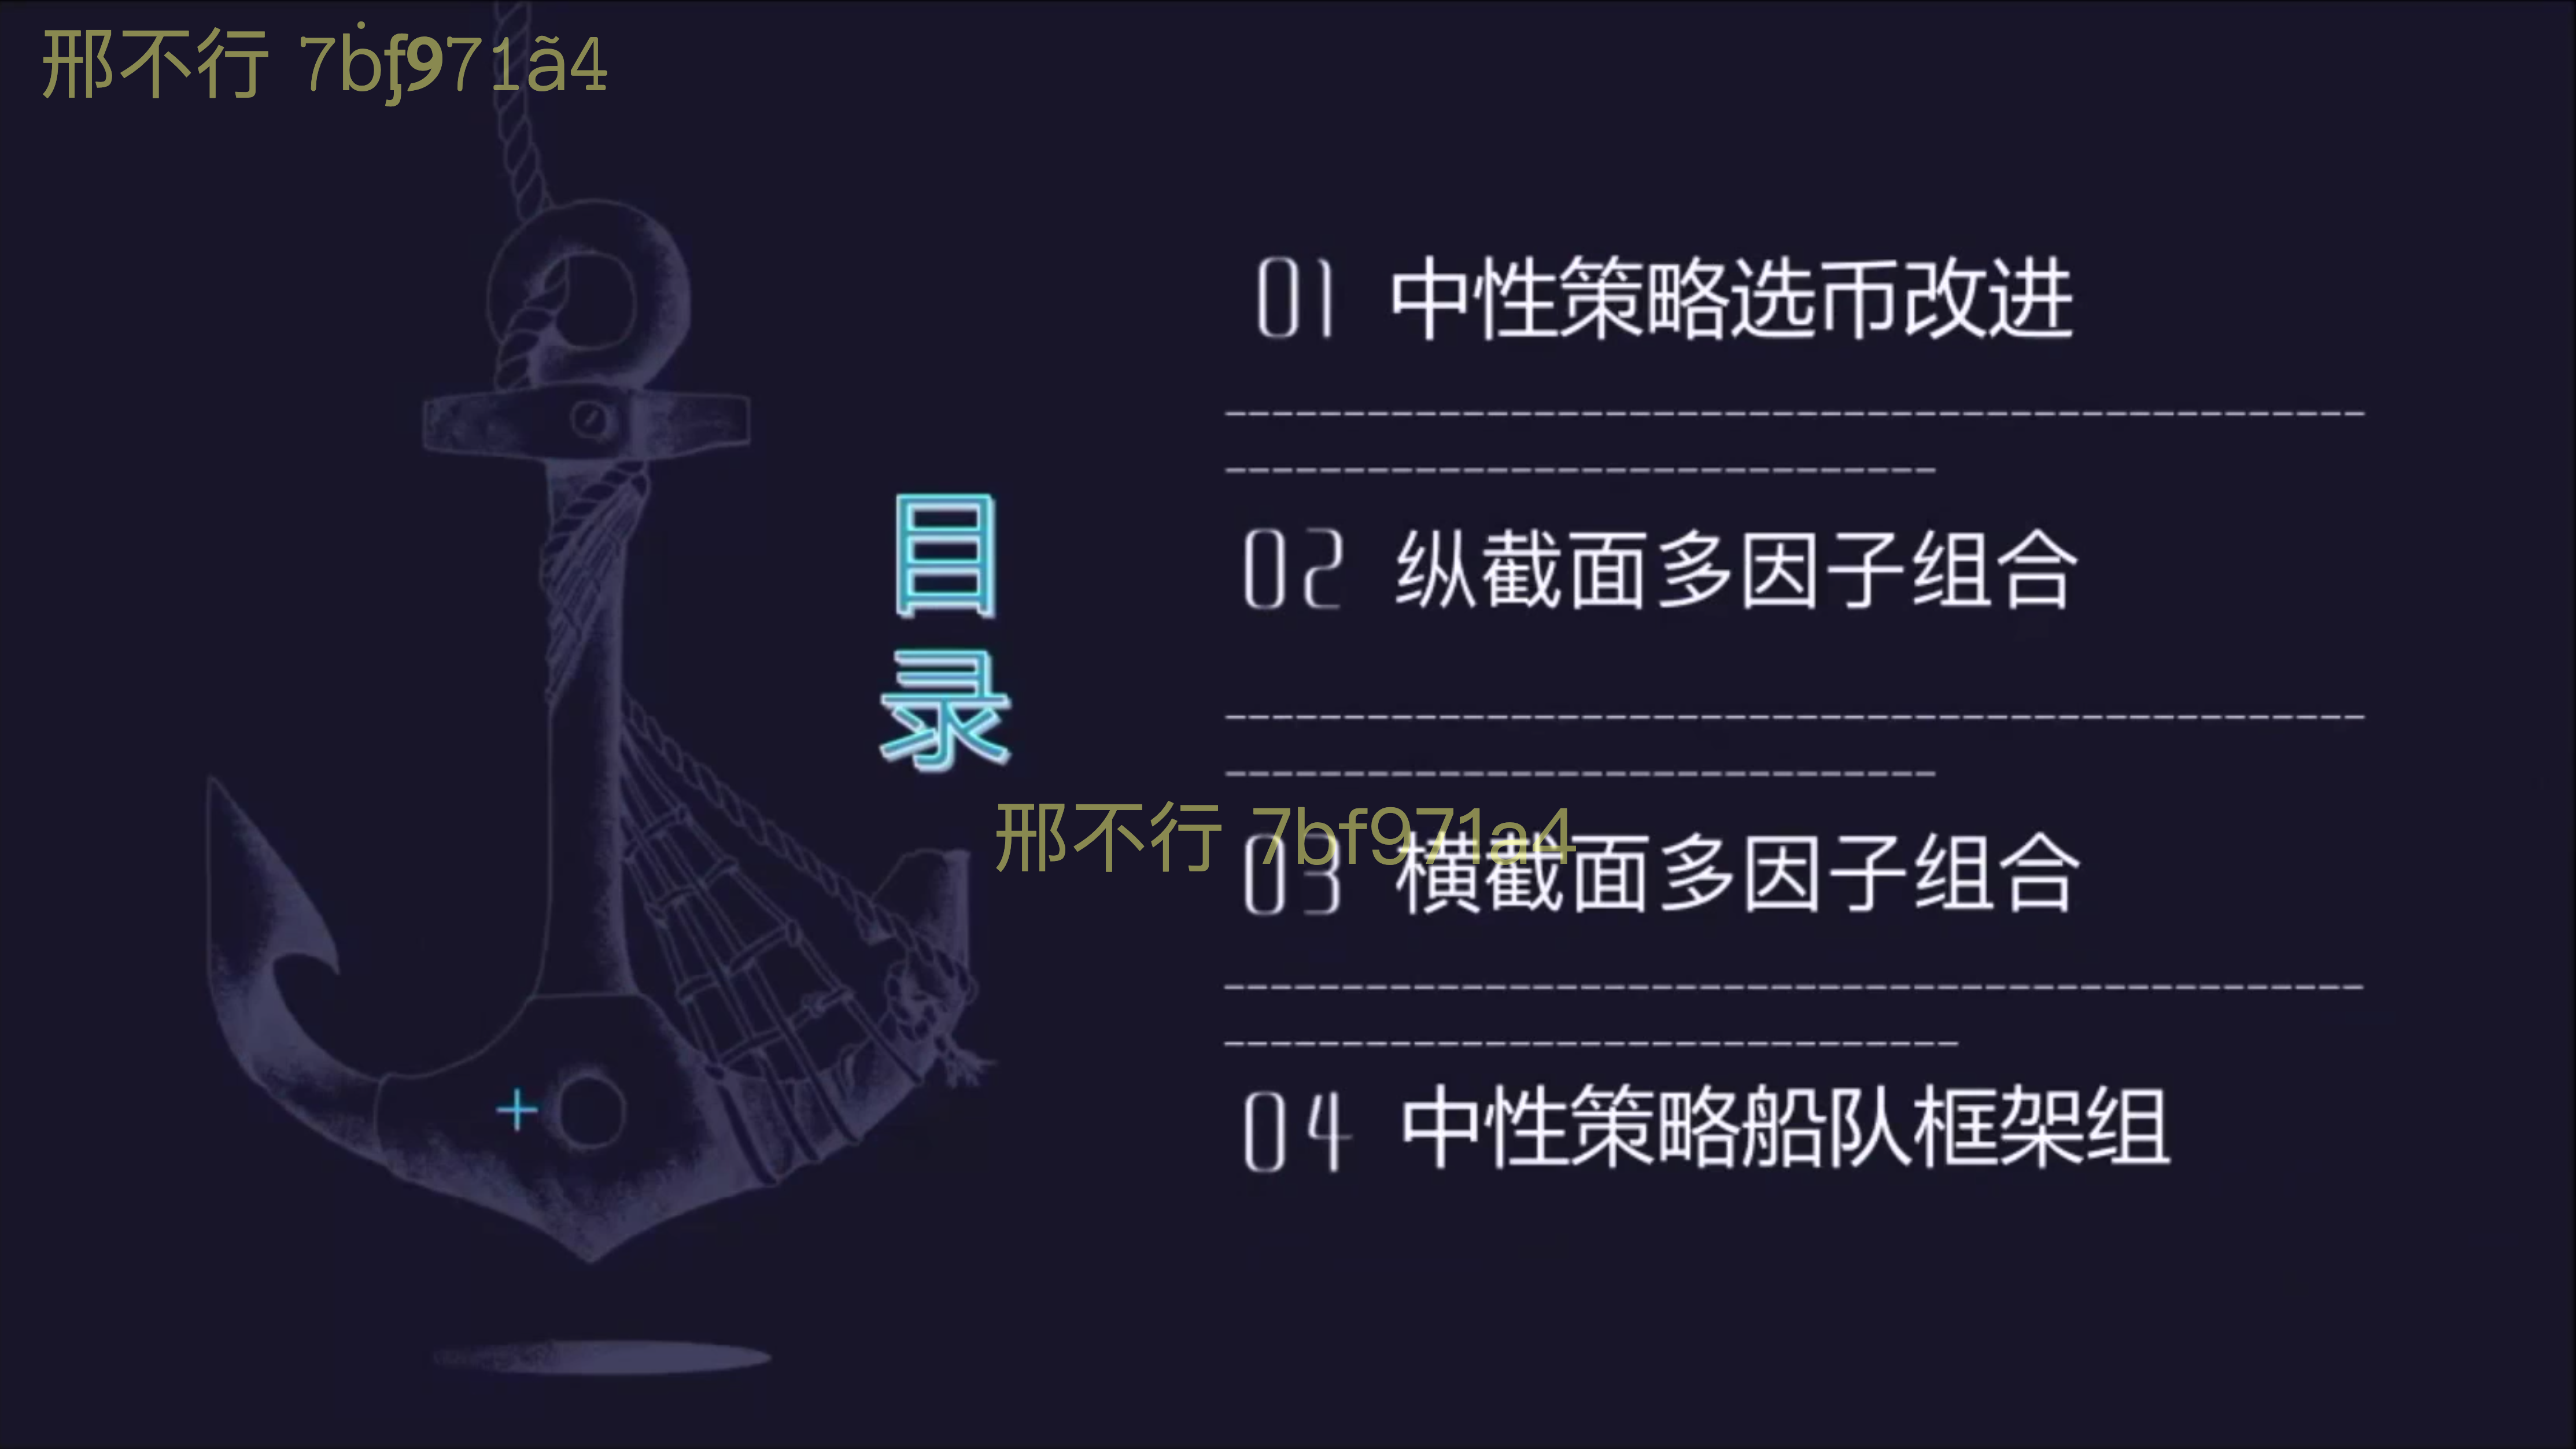 邢不行 7ḃƒ̡971ã4
目
录
01 中性策略选币改进
02 纵截面多因子组合
邢不行 7bf971a4
03 横截面多因子组合
04 中性策略船队框架组